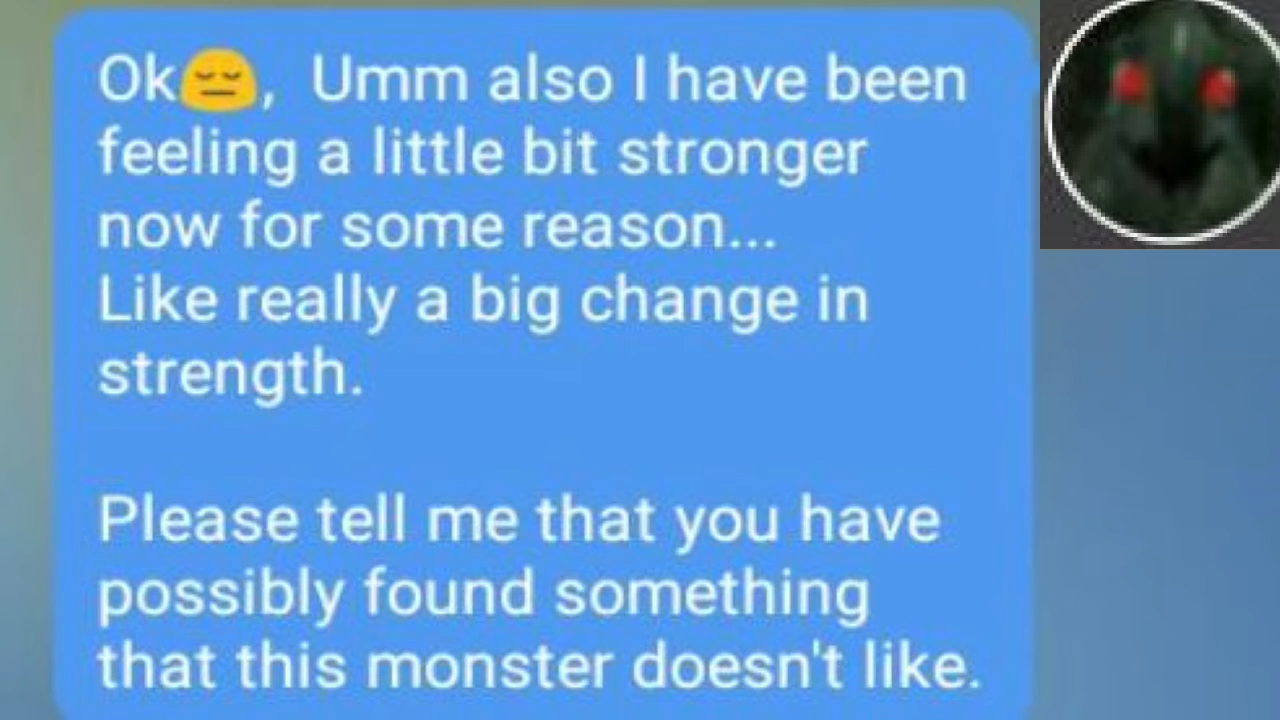 Ok😔,  Umm also I have been
feeling a little bit stronger
now for some reason...
Like really a big change in
strength.
Please tell me that you have
possibly found something
that this monster doesn't like.